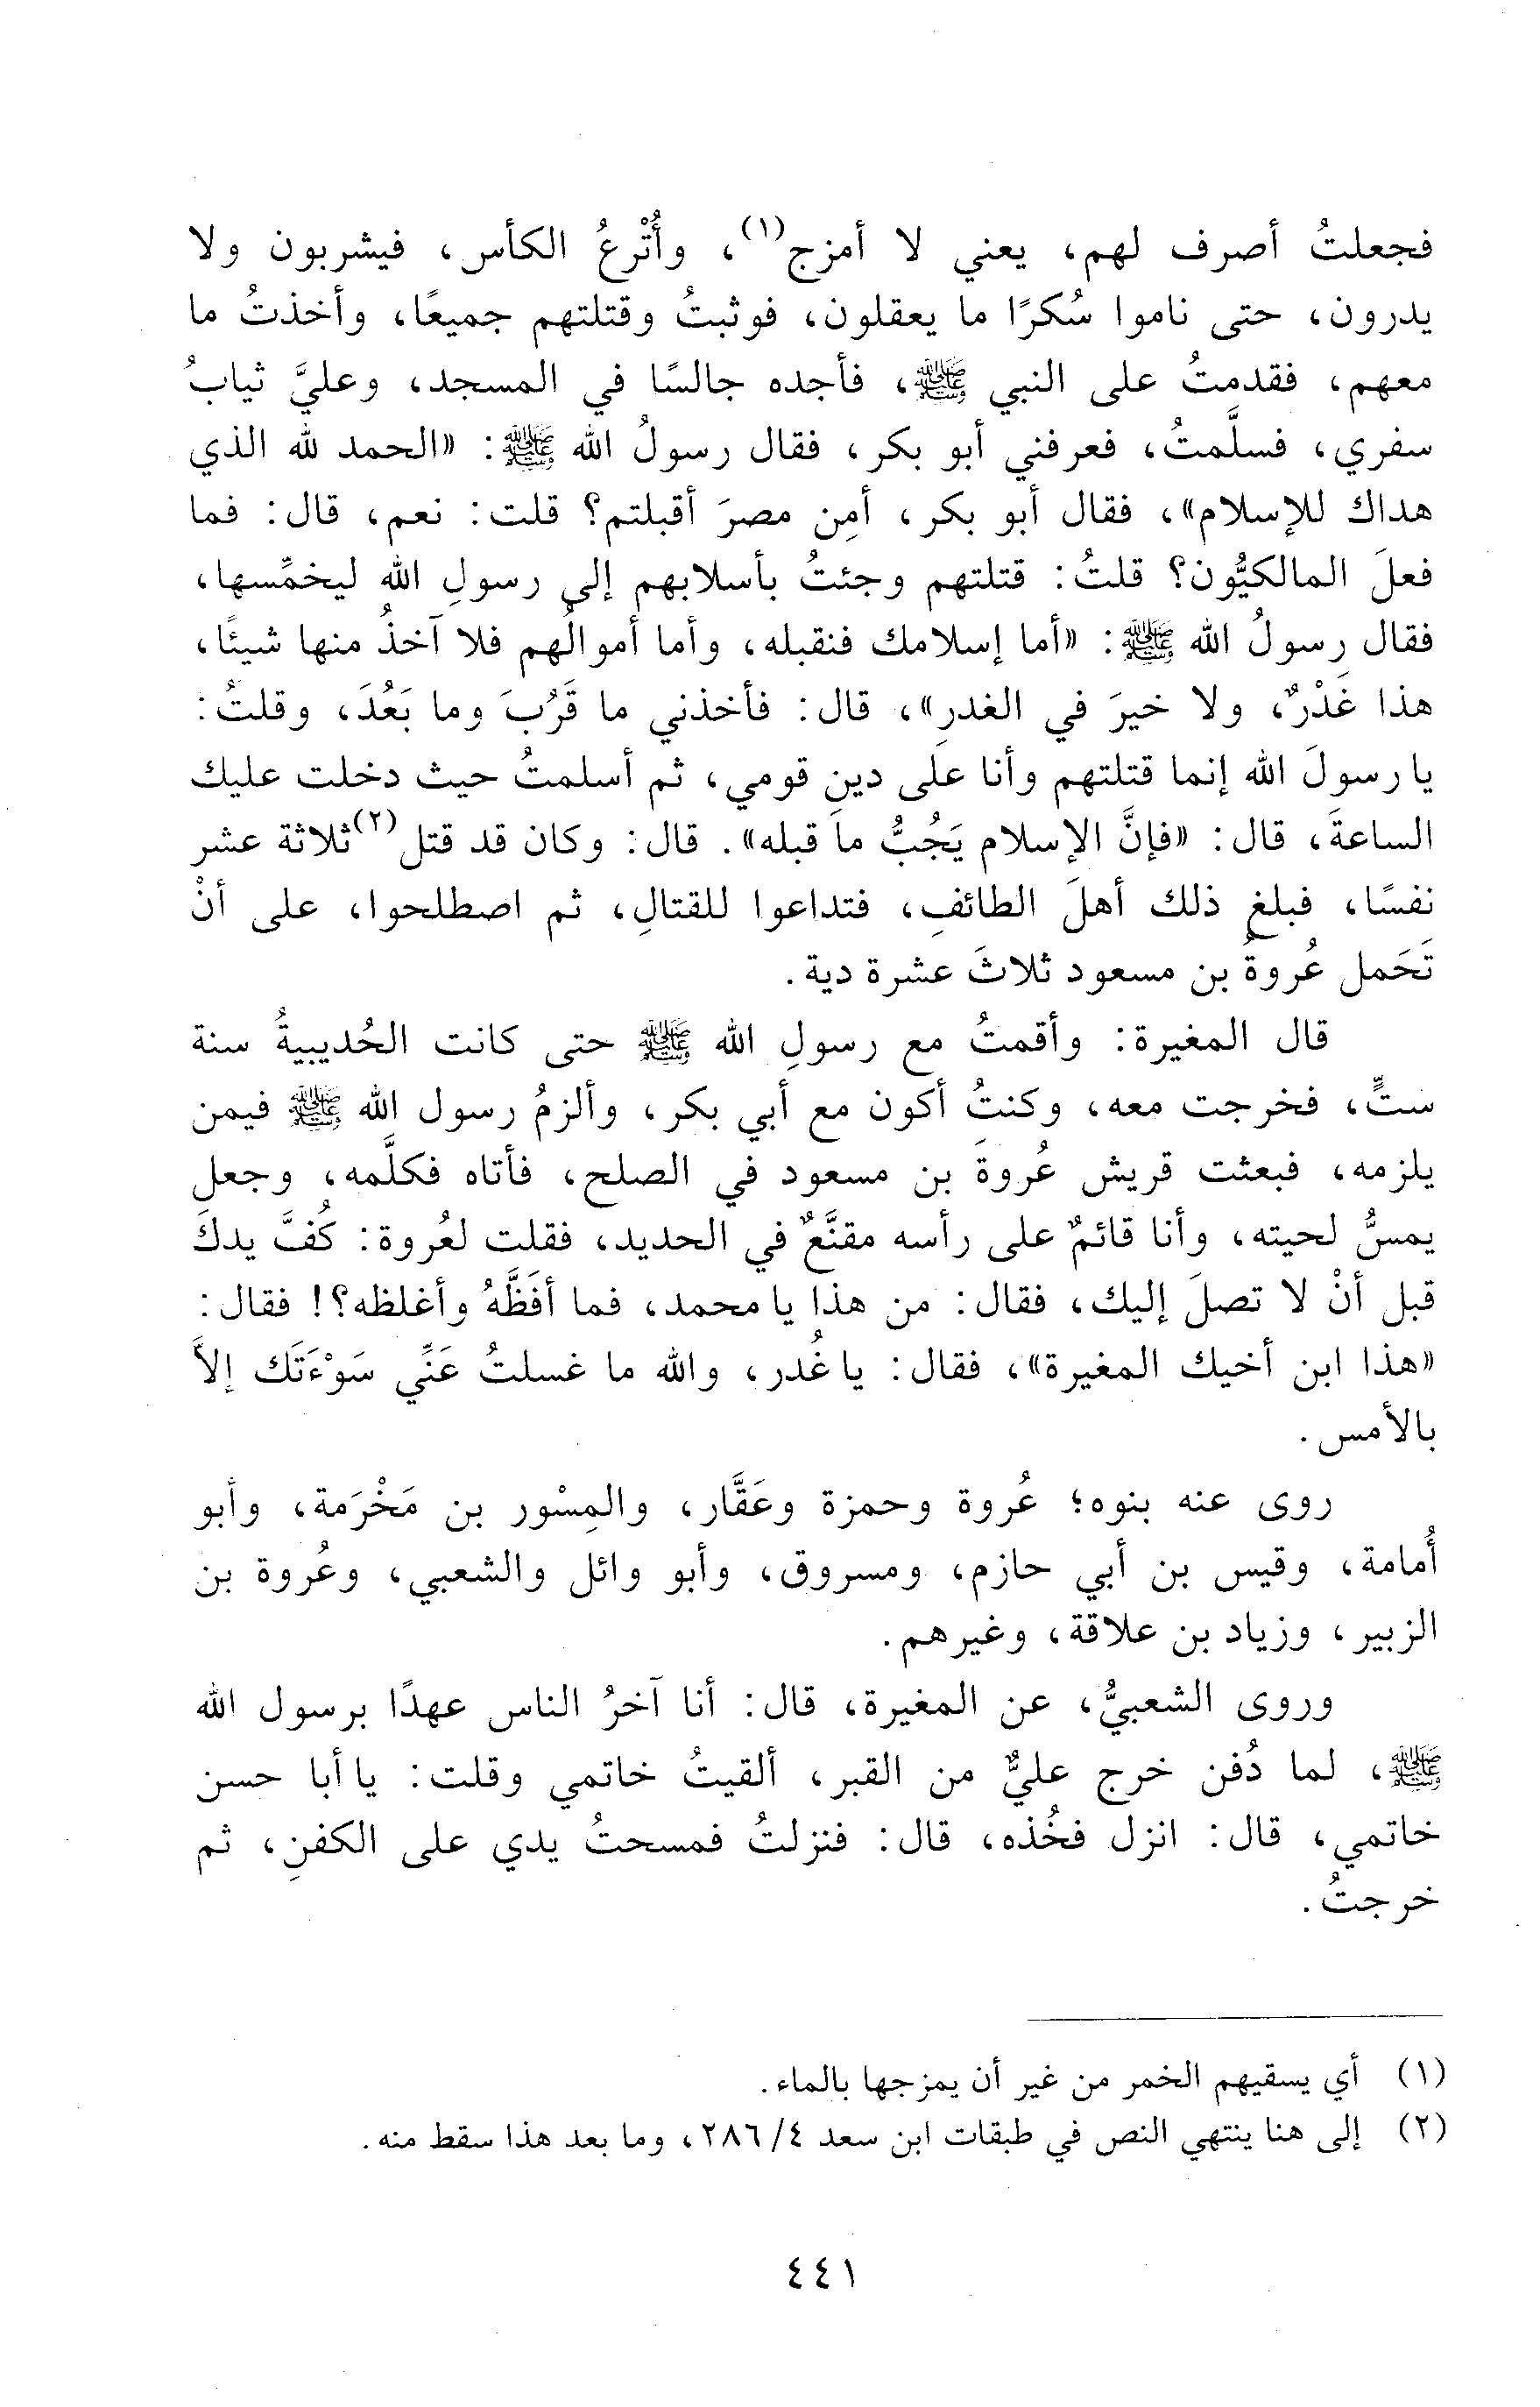 فجعلتُ أصرف لهم، يعني لا أمزج(١)، وأُتْرعُ الكأس، فيشربون ولا
يدرون، حتى ناموا سُكرًا ما يعقلون، فوثبتُ وقتلتهم جميعًا، وأخذتُ ما
معهم، فقدمتُ على النبي ﷺ، فأجده جالسًا في المسجد، وعليَّ ثيابُ
سفري، فسلَّمتُ، فعرفني أبو بكر، فقال رسولُ الله ﷺ: «الحمد لله الذي
هداك للإسلام»، فقال أبو بكر، أمِن مصرَ أقبلتم؟ قلت: نعم، قال: فما
فعلَ المالكيُّون؟ قلتُ: قتلتهم وجئتُ بأسلابهم إلى رسولِ الله ليخمِّسها،
فقال رسولُ الله ﷺ: «أما إسلامك فنقبله، وأما أموالُهم فلا آخذُ منها شيئًا،
هذا غَدْرٌ، ولا خيرَ في الغدرِ»، قال: فأخذني ما قَرُبَ وما بَعُدَ، وقلتُ:
يا رسولَ الله إنما قتلتهم وأنا على دينِ قومي، ثم أسلمتُ حيث دخلت عليك
الساعةَ، قال: «فإنَّ الإسلام يَجُبُّ ما قبله». قال: وكان قد قتل(٢) ثلاثة عشر
نفسًا، فبلغ ذلك أهلَ الطائفِ، فتداعوا للقتالِ، ثم اصطلحوا، على أنْ
تَحَمل عُروةُ بن مسعود ثلاثَ عشرة دية.
قال المغيرة: وأقمتُ مع رسولِ الله ﷺ حتى كانت الحُديبيةُ سنة
ستٍّ، فخرجت معه، وكنتُ أكون مع أبي بكر، وألزمُ رسول الله ﷺ فيمن
يلزمه، فبعثت قريش عُروةَ بن مسعود في الصلح، فأتاه فكلَّمه، وجعل
يمسُّ لحيته، وأنا قائمٌ على رأسه مقنَّعٌ في الحديد، فقلت لعُروة: كُفَّ يدكَ
قبل أنْ لا تصلَ إليك، فقال: من هذا يا محمد، فما أفَظَّهُ وأغلظه؟! فقال:
«هذا ابن أخيك المغيرة»، فقال: يا غُدر، والله ما غسلتُ عَنِّي سَوْءَتَك إلاَّ
بالأمس.
روى عنه بنوه؛ عُروة وحمزة وعَقَّار، والمِسْور بن مَخْرَمة، وأبو
أُمامة، وقيس بن أبي حازم، ومسروق، وأبو وائل والشعبي، وعُروة بن
الزبير، وزياد بن علاقة، وغيرهم.
وروى الشعبيُّ، عن المغيرة، قال: أنا آخرُ الناس عهدًا برسول الله
ﷺ، لما دُفن خرج عليٌّ من القبر، ألقيتُ خاتمي وقلت: يا أبا حسن
خاتمي، قال: انزل فخُذه، قال: فنزلتُ فمسحتُ يدي على الكفنِ، ثم
خرجتُ.
(١) أي يسقيهم الخمر من غير أن يمزجها بالماء.
(٢) إلى هنا ينتهي النص في طبقات ابن سعد ٤/ ٢٨٦، وما بعد هذا سقط منه.
٤٤١